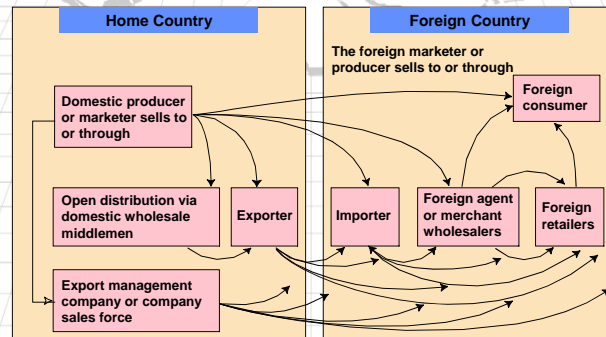 Home Country
Foreign Country
The foreign marketer or
producer sells to or through
Domestic producer
or marketer sells to
or through
Foreign
consumer
Open distribution via
domestic wholesale
middlemen
Exporter
Importer
Foreign agent
or merchant
wholesalers
Foreign
retailers
Export management
company or company
sales force